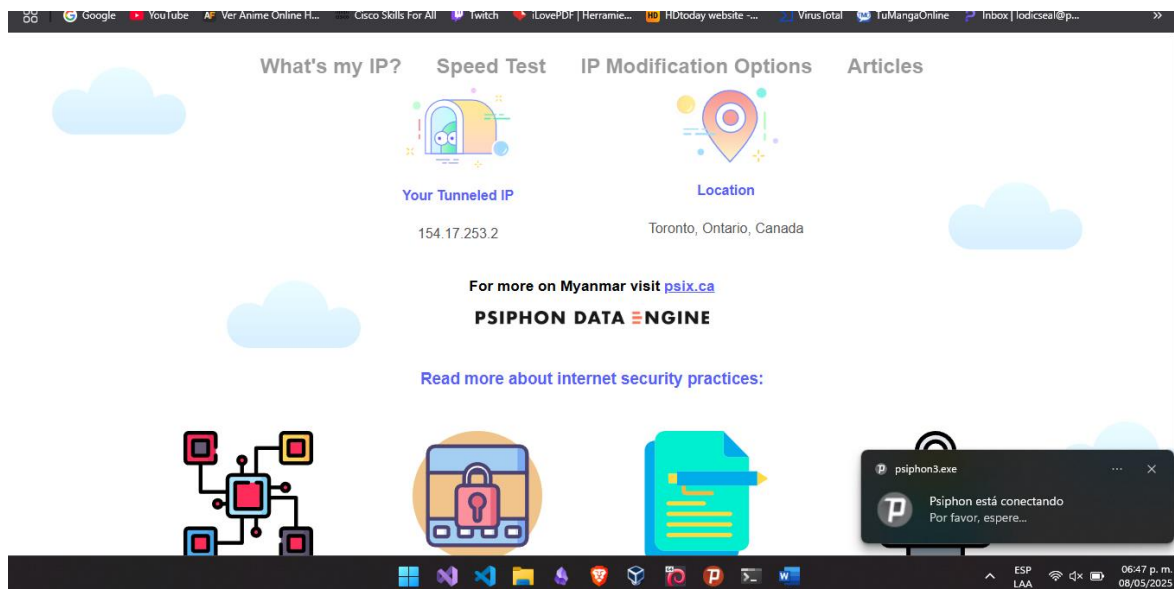 Google YouTube Ver Anime Online H... Cisco Skills For All Twitch iLovePDF | Herramie... HDtoday website -... VirusTotal TuMangaOnline Inbox | lodicseal@p... »
What's my IP? Speed Test IP Modification Options Articles
Your Tunneled IP
Location
154.17.253.2
Toronto, Ontario, Canada
For more on Myanmar visit psix.ca
PSIPHON DATA ENGINE
Read more about internet security practices:
psiphon3.exe
Psiphon está conectando
Por favor, espere...
ESP
LAA
06:47 p. m.
08/05/2025